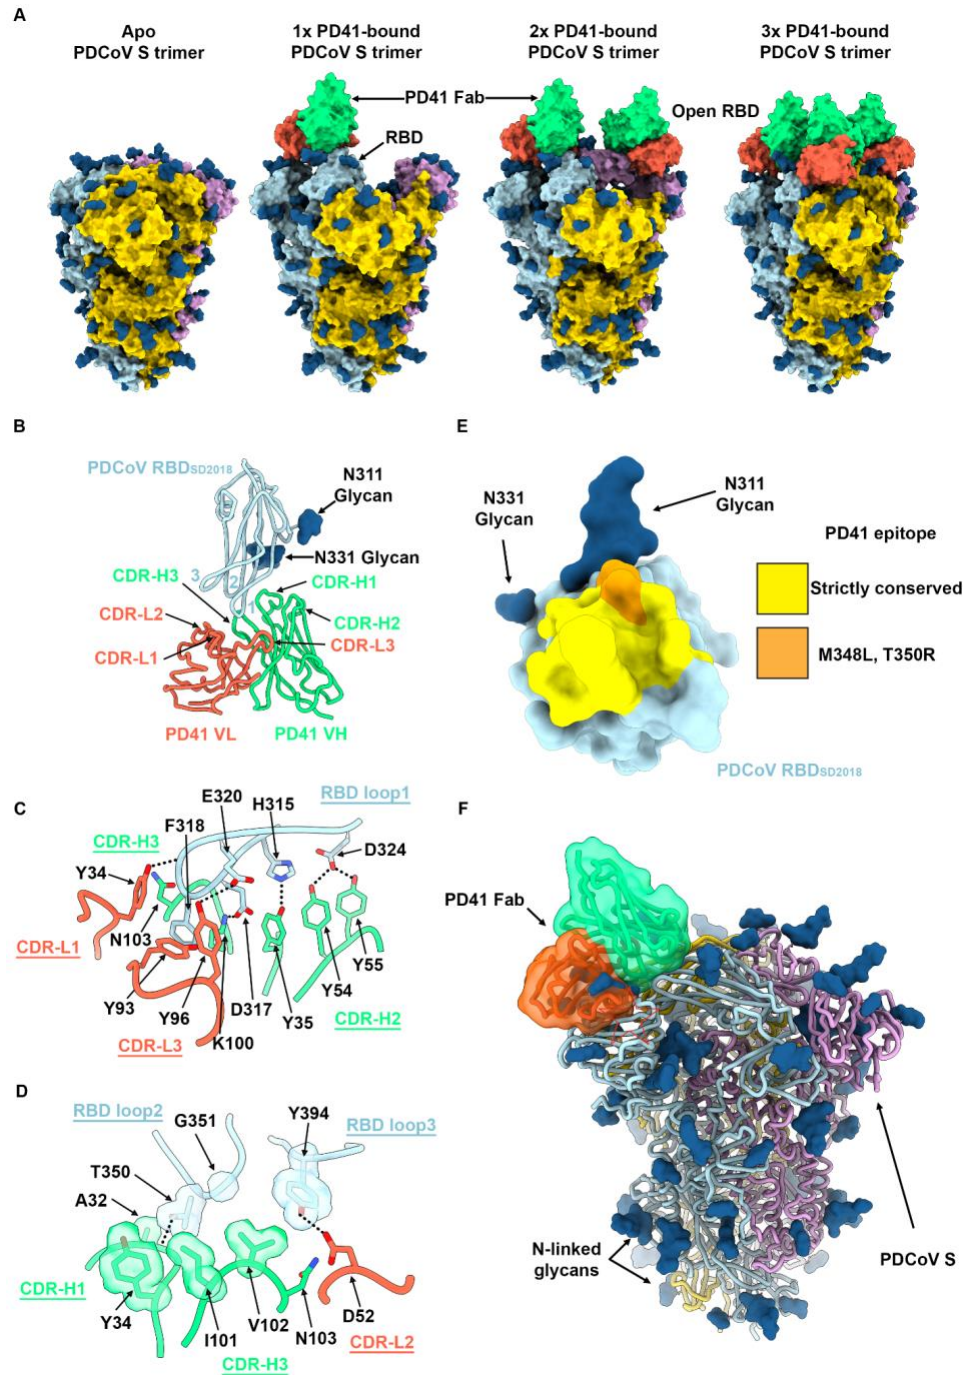 A
Apo
PDCoV S trimer
1x PD41-bound
PDCoV S trimer
2x PD41-bound
PDCoV S trimer
3x PD41-bound
PDCoV S trimer
PD41 Fab
RBD
Open RBD
B
PDCoV RBDSD2018
N311
Glycan
N331 Glycan
CDR-H3
3
2
1
CDR-H1
CDR-L2
CDR-H2
CDR-L1
CDR-L3
PD41 VL
PD41 VH
E
N331
Glycan
N311
Glycan
PD41 epitope
Strictly conserved
M348L, T350R
PDCoV RBDSD2018
C
E320
H315
RBD loop1
F318
CDR-H3
D324
Y34
N103
CDR-L1
Y93
Y96
D317
K100
Y35
Y54
Y55
CDR-H2
CDR-L3
D
RBD loop2
G351
Y394
RBD loop3
T350
A32
CDR-H1
Y34
I101
V102
N103
D52
CDR-L2
CDR-H3
F
PD41 Fab
N-linked
glycans
PDCoV S